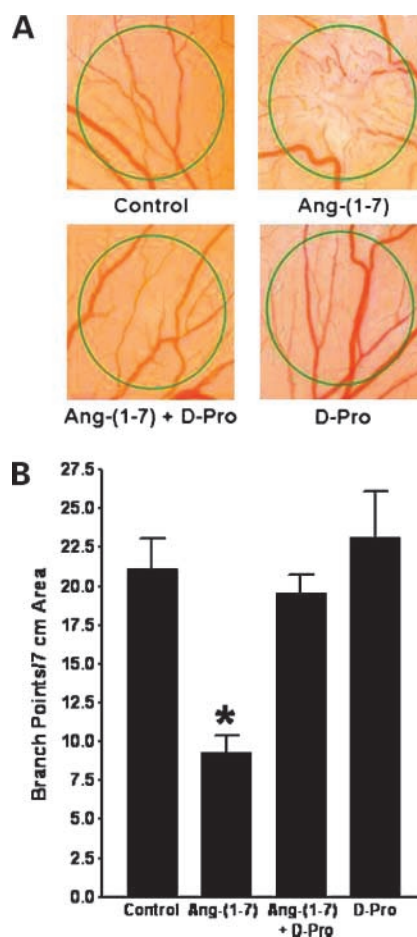 A
Control Ang-(1-7)
Ang-(1-7) + D-Pro D-Pro
B
27.5
25.0
22.5
20.0
17.5
15.0
12.5
10.0
7.5
5.0
2.5
0.0
Branch Points/7 cm Area
*
Control Ang-(1-7) Ang-(1-7) D-Pro
+ D-Pro